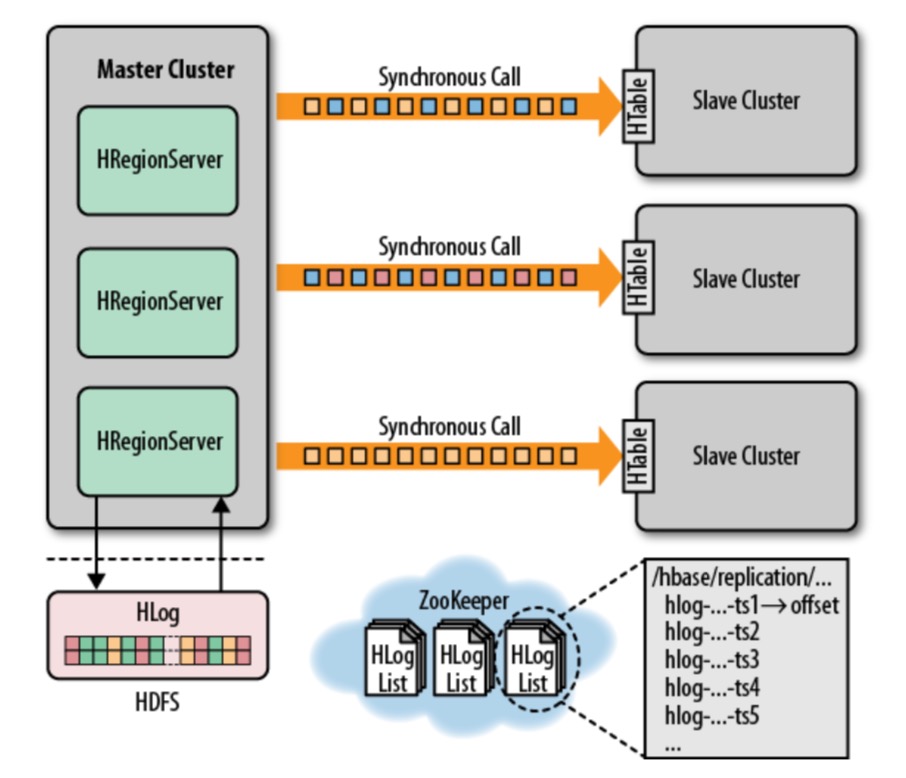 Master Cluster
HRegionServer
HRegionServer
HRegionServer
Synchronous Call
HTable
Slave Cluster
Synchronous Call
HTable
Slave Cluster
Synchronous Call
HTable
Slave Cluster
HLog
HDFS
ZooKeeper
HLog
List
HLog
List
HLog
List
/hbase/replication/...
hlog-...-ts1→offset
hlog-...-ts2
hlog-...-ts3
hlog-...-ts4
hlog-...-ts5
...